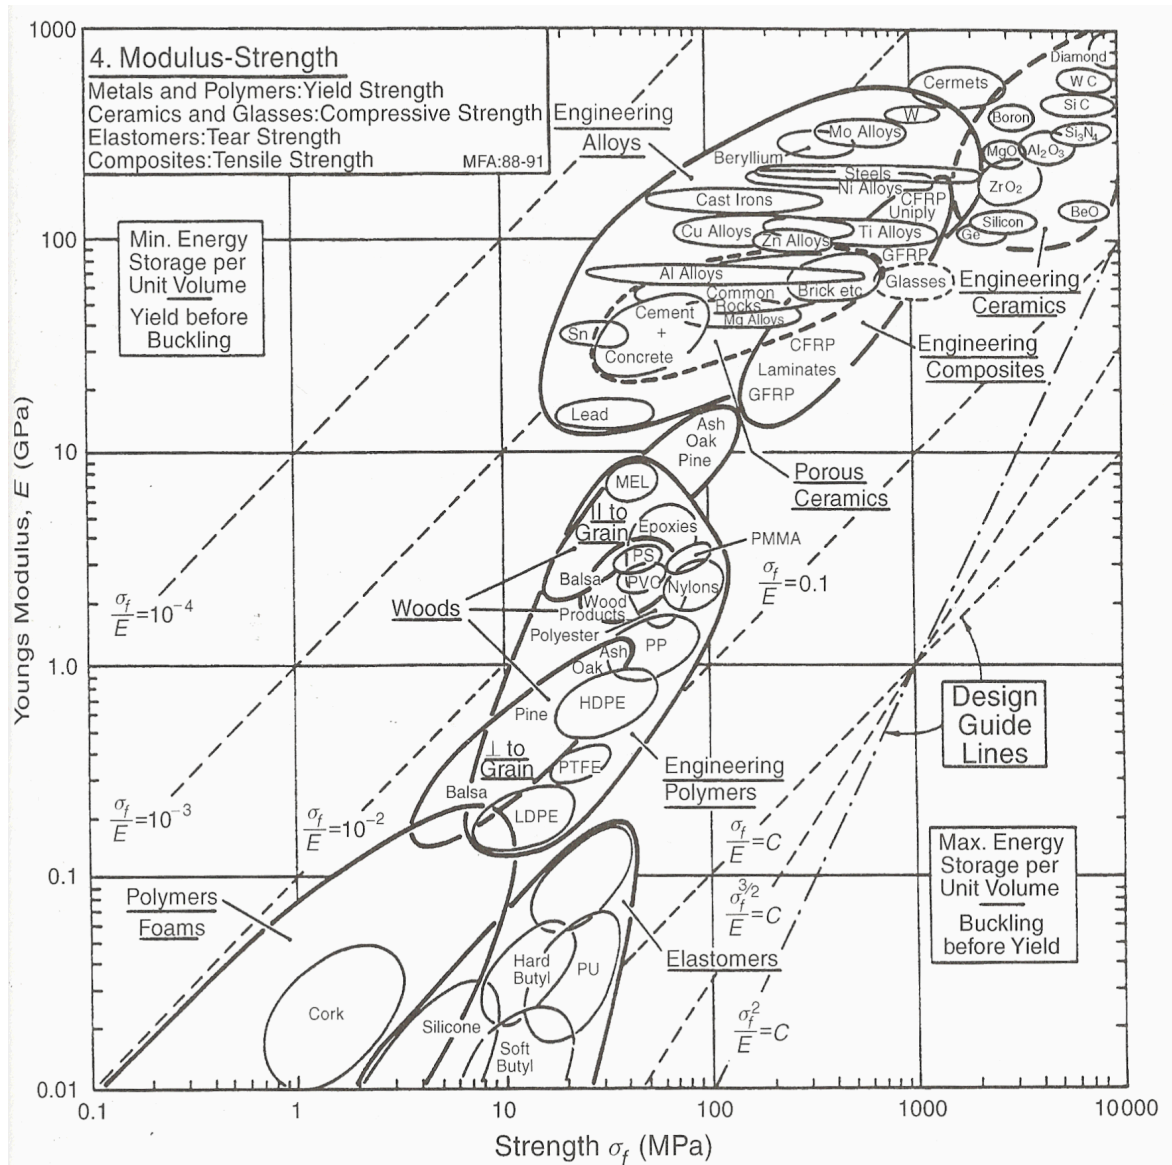 1000
4. Modulus-Strength
Metals and Polymers:Yield Strength
Ceramics and Glasses:Compressive Strength
Elastomers:Tear Strength
Composites:Tensile Strength
MFA:88-91
Engineering
Alloys
Diamond
Cermets
W C
Si C
W
Boron
Mo Alloys
Si₃N₄
Beryllium
MgO
Al₂O₃
Steels
Ni Alloys
ZrO₂
Cast Irons
CFRP
Uniply
BeO
Silicon
Cu Alloys
Zn Alloys
Ti Alloys
Ge
100
Min. Energy
Storage per
Unit Volume
Yield before
Buckling
GFRP
Al Alloys
Brick etc
Glasses
Engineering
Ceramics
Common
Rocks
Mg Alloys
Cement
+
Concrete
Sn
CFRP
Laminates
GFRP
Engineering
Composites
Lead
Ash
Oak
Pine
10
Porous
Ceramics
MEL
|| to
Grain
Epoxies
PMMA
PS
Balsa
PVC
Nylons
σf/E=0.1
σf/E=10⁻⁴
Woods
Wood
Products
Polyester
PP
Ash
Oak
1.0
HDPE
Pine
Design
Guide
Lines
⊥ to
Grain
PTFE
Engineering
Polymers
Balsa
LDPE
σf/E=10⁻³
σf/E=10⁻²
σf/E=C
Max. Energy
Storage per
Unit Volume
Buckling
before Yield
0.1
Polymers
Foams
σf^3/2/E=C
Elastomers
Hard
Butyl
PU
Cork
Silicone
Soft
Butyl
σf²/E=C
0.01
0.1
1
10
100
1000
10000
Youngs Modulus, E (GPa)
Strength σf (MPa)